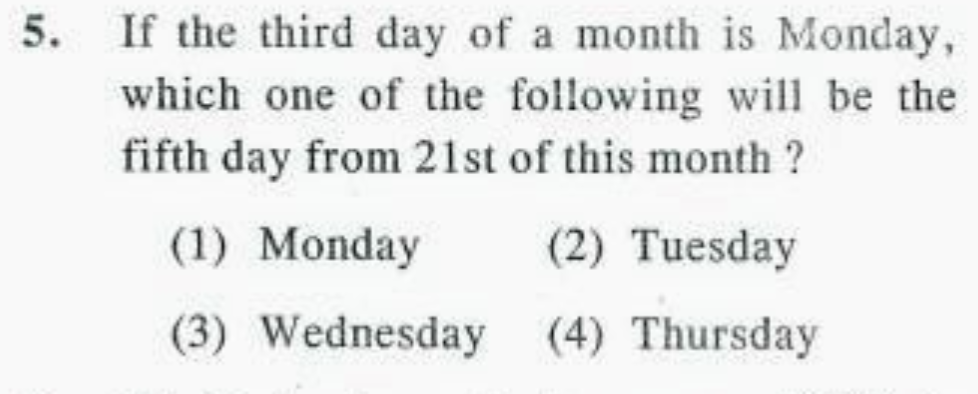 5. If the third day of a month is Monday,
which one of the following will be the
fifth day from 21st of this month ?
(1) Monday (2) Tuesday
(3) Wednesday (4) Thursday